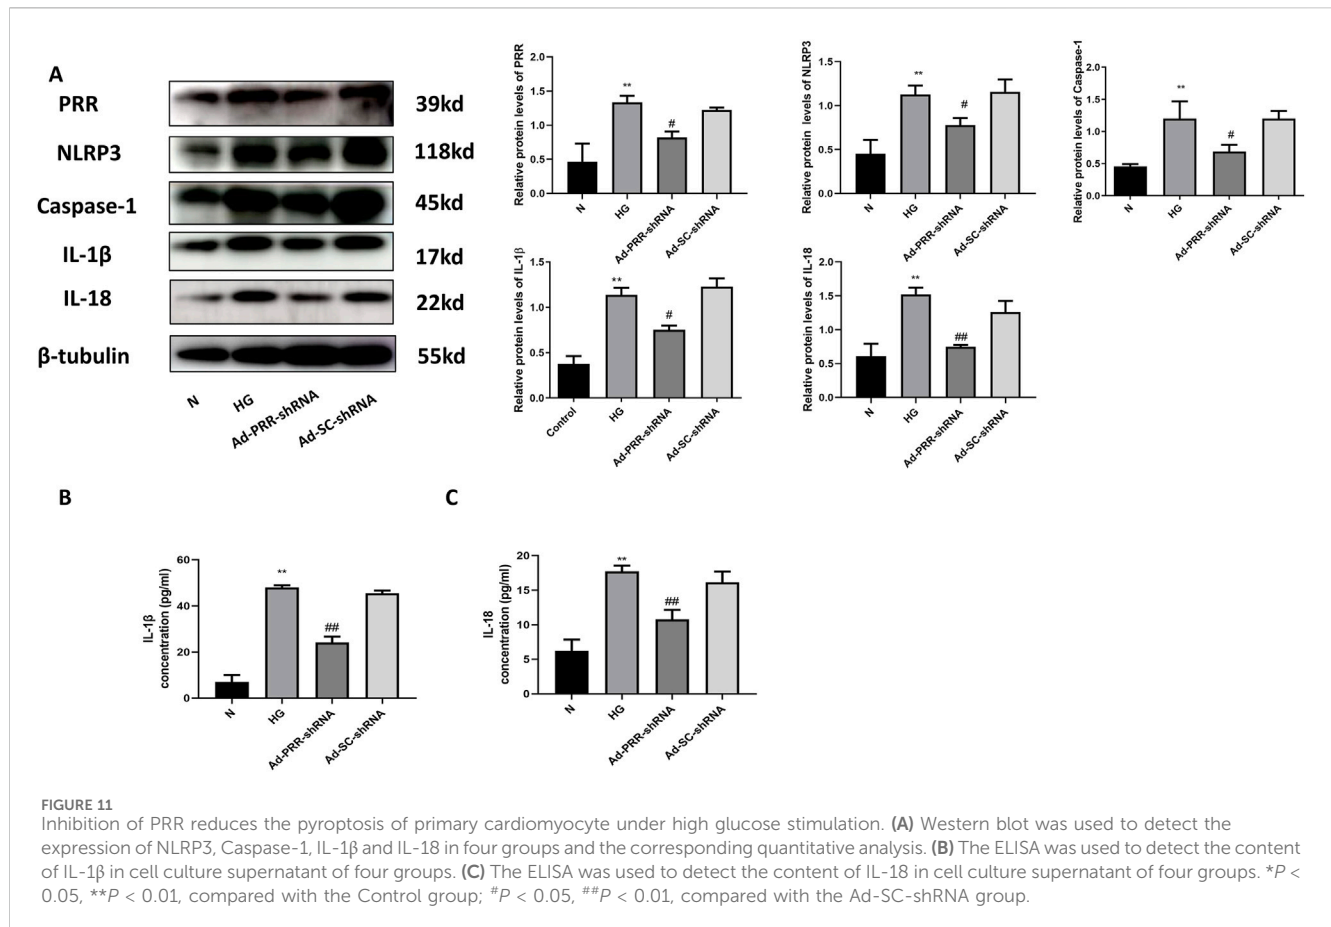 A
PRR
39kd
NLRP3
118kd
Caspase-1
45kd
IL-1β
17kd
IL-18
22kd
β-tubulin
55kd
N
HG
Ad-PRR-shRNA
Ad-SC-shRNA
Relative protein levels of PRR
2.0
1.5
1.0
0.5
0.0
**
#
N
HG
Ad-PRR-shRNA
Ad-SC-shRNA
Relative protein levels of NLRP3
1.5
1.0
0.5
0.0
**
#
N
HG
Ad-PRR-shRNA
Ad-SC-shRNA
Relative protein levels of Caspase-1
2.0
1.5
1.0
0.5
0.0
**
#
N
HG
Ad-PRR-shRNA
Ad-SC-shRNA
Relative protein levels of IL-1β
1.5
1.0
0.5
0.0
**
#
Control
HG
Ad-PRR-shRNA
Ad-SC-shRNA
Relative protein levels of IL-18
2.0
1.5
1.0
0.5
0.0
**
##
N
HG
Ad-PRR-shRNA
Ad-SC-shRNA
B
IL-1β
concentration (pg/ml)
60
40
20
0
**
##
N
HG
Ad-PRR-shRNA
Ad-SC-shRNA
C
IL-18
concentration (pg/ml)
20
15
10
5
0
**
##
N
HG
Ad-PRR-shRNA
Ad-SC-shRNA
FIGURE 11
Inhibition of PRR reduces the pyroptosis of primary cardiomyocyte under high glucose stimulation. (A) Western blot was used to detect the
expression of NLRP3, Caspase-1, IL-1β and IL-18 in four groups and the corresponding quantitative analysis. (B) The ELISA was used to detect the content
of IL-1β in cell culture supernatant of four groups. (C) The ELISA was used to detect the content of IL-18 in cell culture supernatant of four groups. *P <
0.05, **P < 0.01, compared with the Control group; #P < 0.05, ##P < 0.01, compared with the Ad-SC-shRNA group.